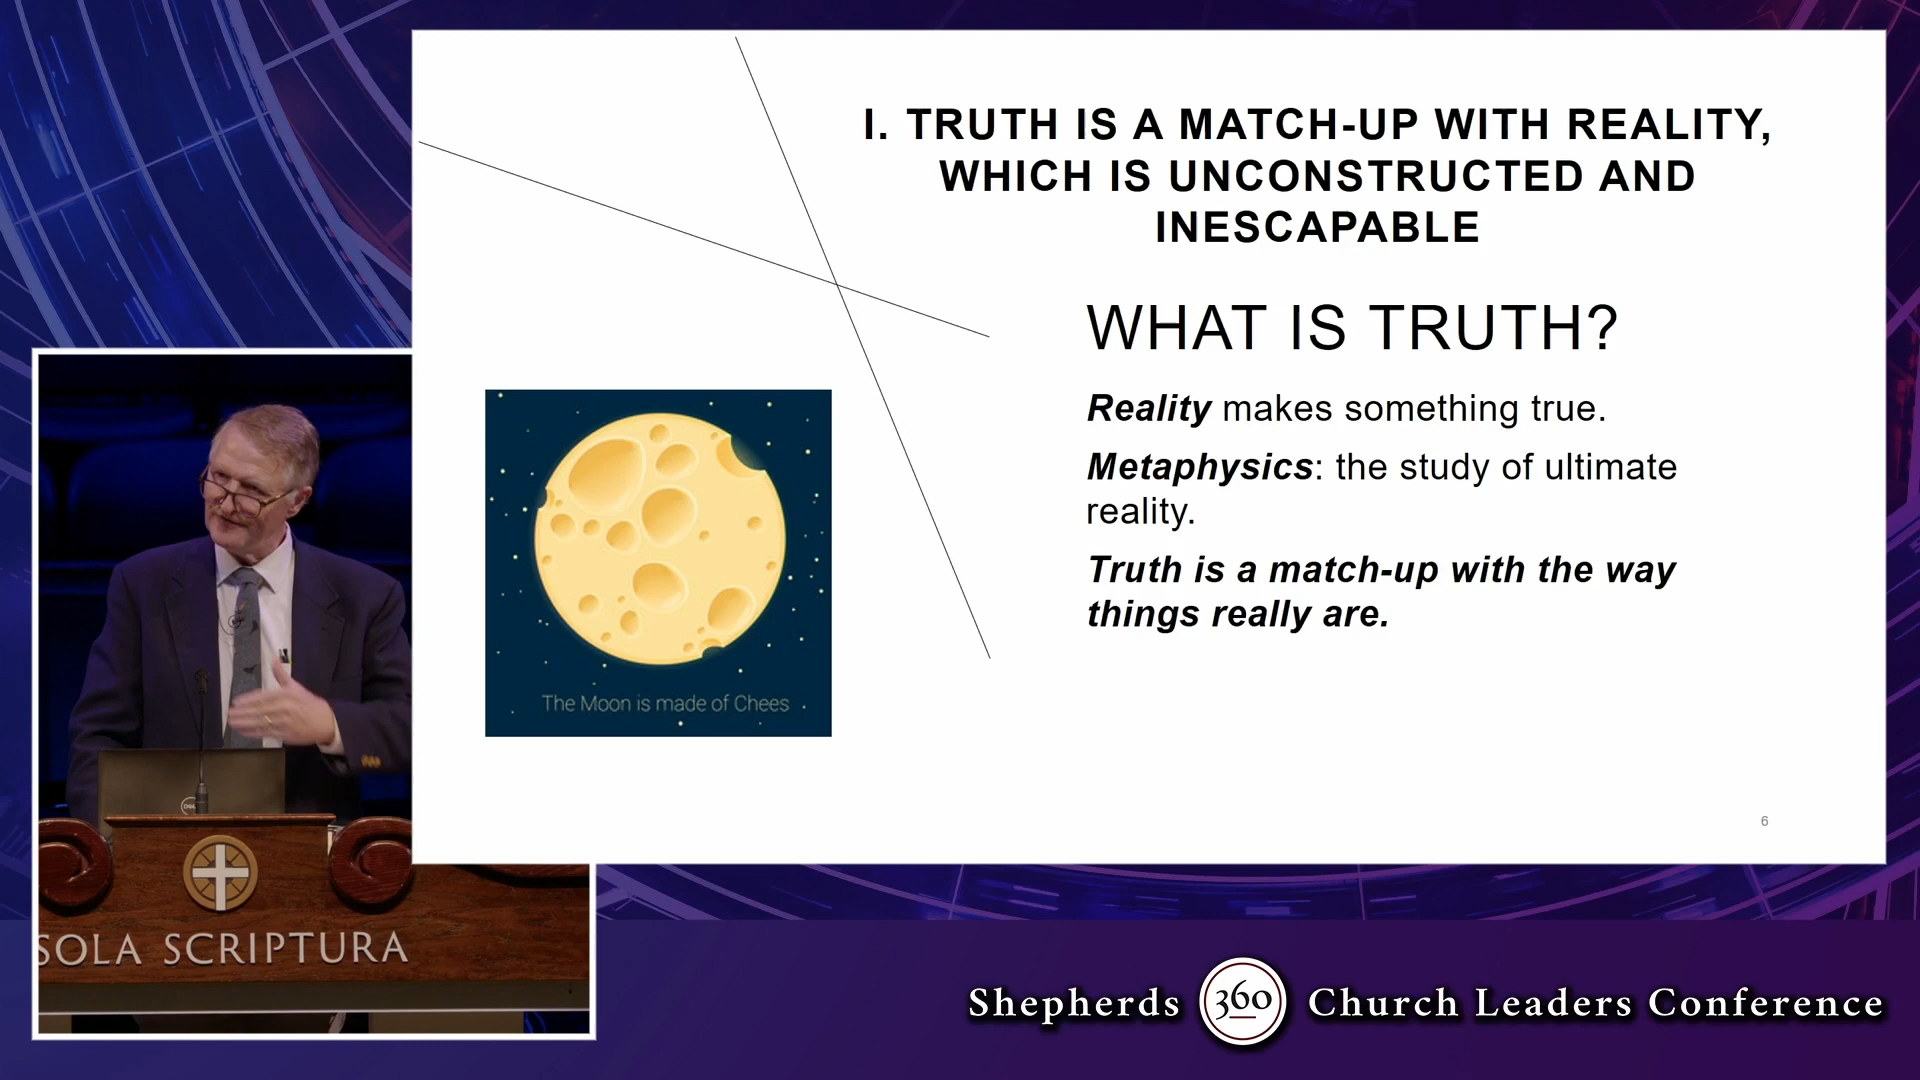 I. TRUTH IS A MATCH-UP WITH REALITY,
WHICH IS UNCONSTRUCTED AND
INESCAPABLE
WHAT IS TRUTH?
Reality makes something true.
Metaphysics: the study of ultimate
reality.
Truth is a match-up with the way
things really are.
The Moon is made of Chees
6
DELL
SOLA SCRIPTURA
Shepherds 360 Church Leaders Conference